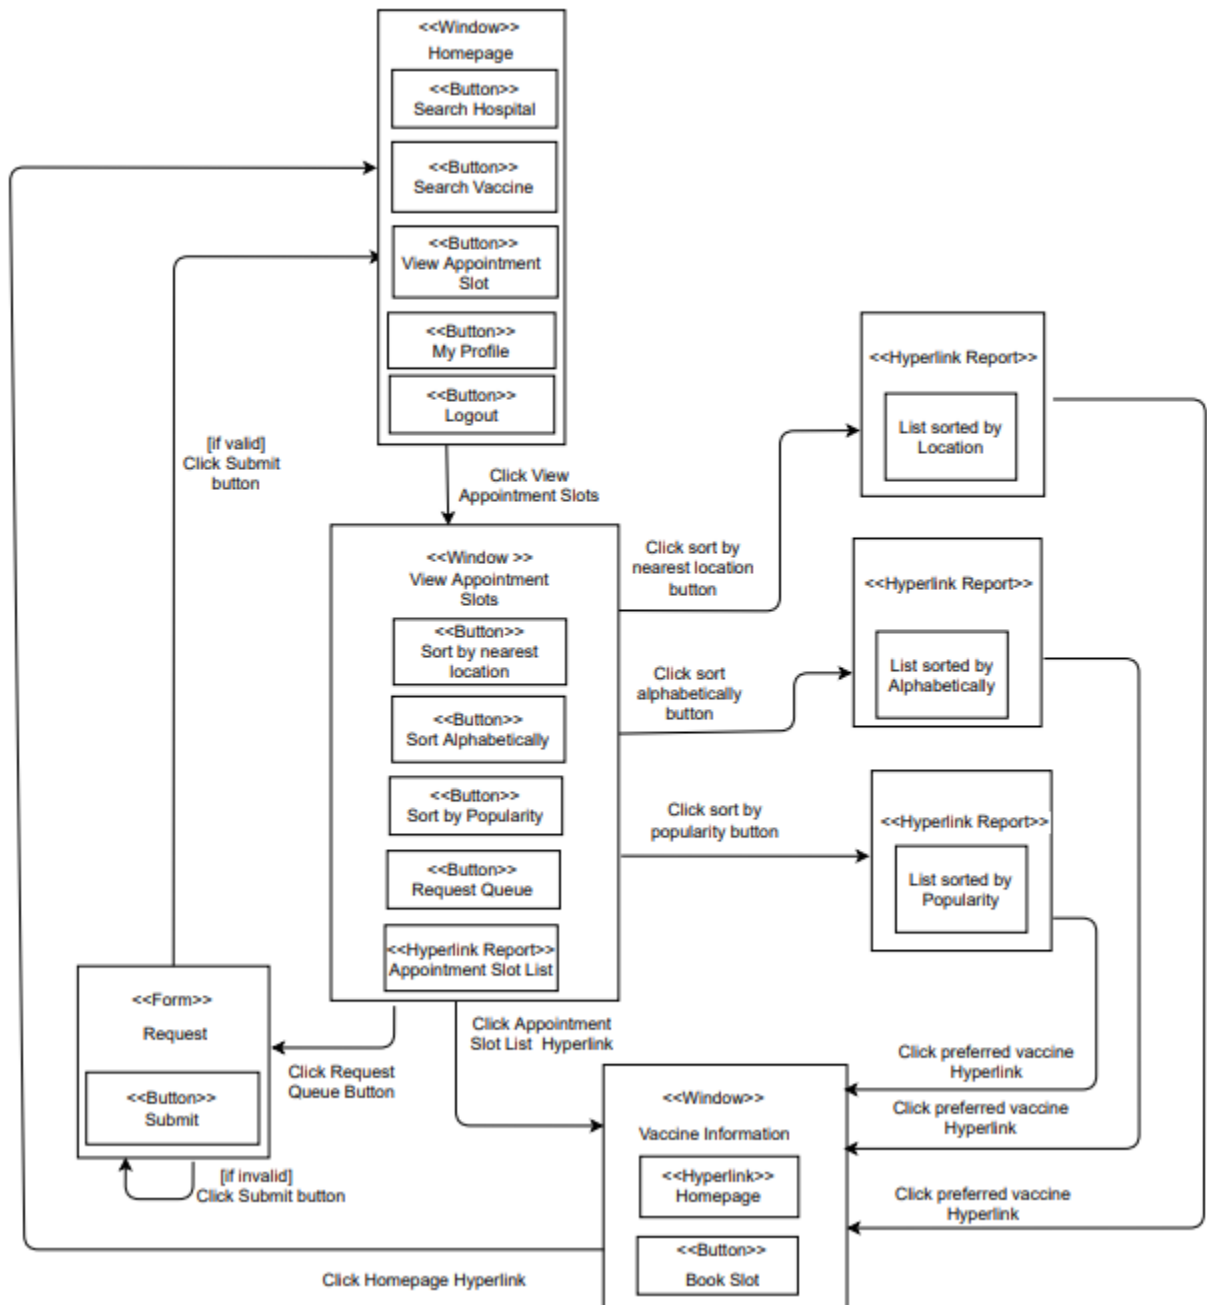 <<Window>>
Homepage
<<Button>>
Search Hospital
<<Button>>
Search Vaccine
<<Button>>
View Appointment
Slot
<<Button>>
My Profile
<<Button>>
Logout
[if valid]
Click Submit
button
Click View
Appointment Slots
<<Hyperlink Report>>
List sorted by
Location
<<Window >>
View Appointment
Slots
<<Button>>
Sort by nearest
location
<<Button>>
Sort Alphabetically
<<Button>>
Sort by Popularity
<<Button>>
Request Queue
<<Hyperlink Report>>
Appointment Slot List
Click sort by
nearest location
button
<<Hyperlink Report>>
List sorted by
Alphabetically
Click sort
alphabetically
button
Click sort by
popularity button
<<Hyperlink Report>>
List sorted by
Popularity
<<Form>>
Request
<<Button>>
Submit
[if invalid]
Click Submit button
Click Request
Queue Button
Click Appointment
Slot List Hyperlink
Click preferred vaccine
Hyperlink
Click preferred vaccine
Hyperlink
Click preferred vaccine
Hyperlink
<<Window>>
Vaccine Information
<<Hyperlink>>
Homepage
<<Button>>
Book Slot
Click Homepage Hyperlink